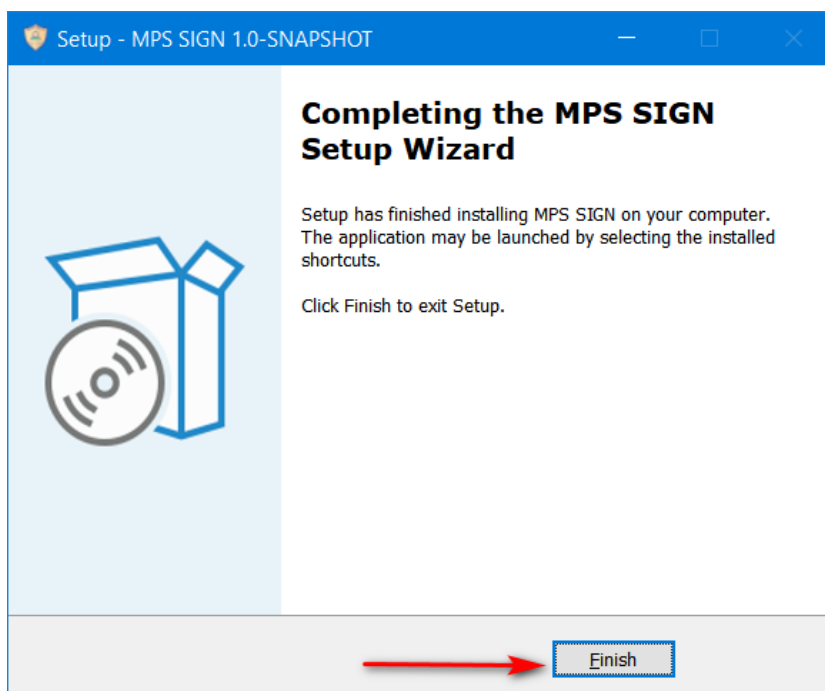 Setup - MPS SIGN 1.0-SNAPSHOT
Completing the MPS SIGN
Setup Wizard
Setup has finished installing MPS SIGN on your computer.
The application may be launched by selecting the installed
shortcuts.
Click Finish to exit Setup.
Finish